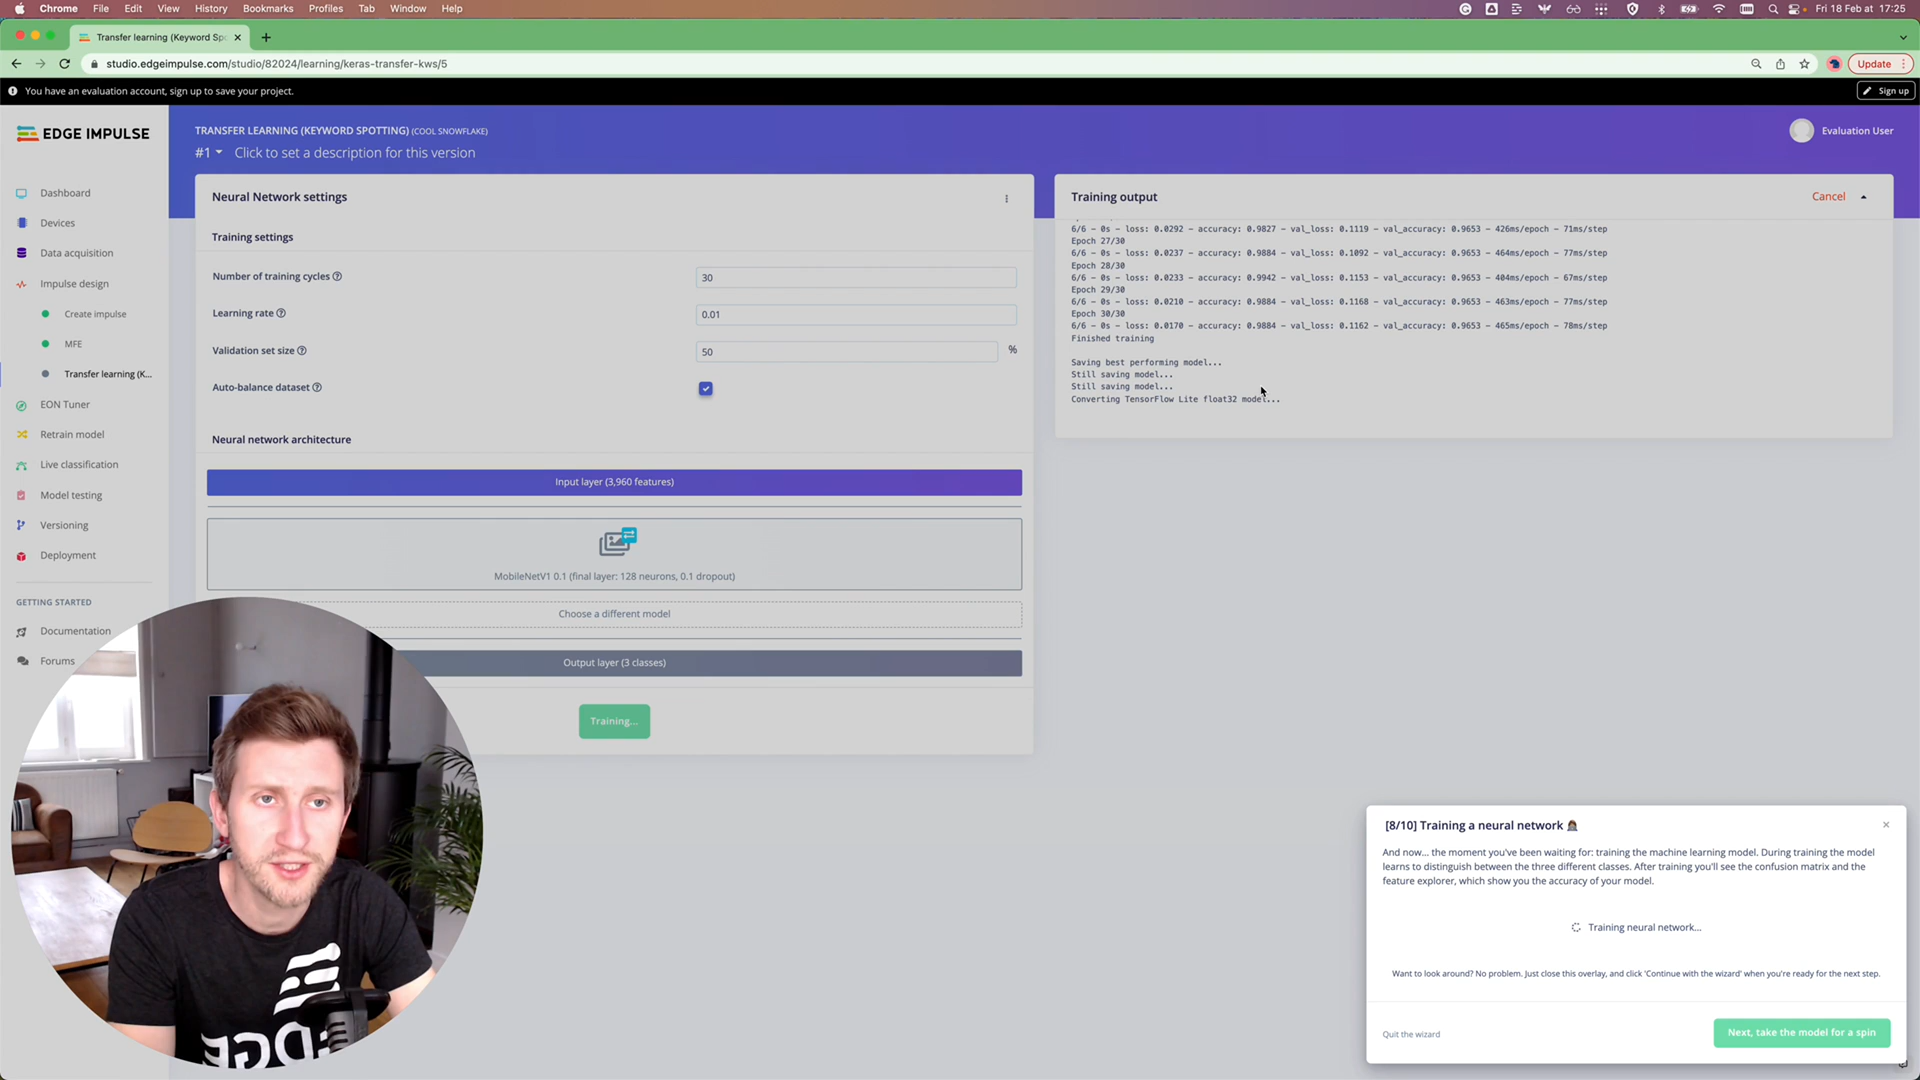 Chrome File Edit View History Bookmarks Profiles Tab Window Help
Fri 18 Feb at 17:25
Transfer learning (Keyword Sp
studio.edgeimpulse.com/studio/82024/learning/keras-transfer-kws/5
Update
You have an evaluation account, sign up to save your project.
Sign up
EDGE IMPULSE
TRANSFER LEARNING (KEYWORD SPOTTING) (COOL SNOWFLAKE)
#1 Click to set a description for this version
Evaluation User
Dashboard
Devices
Data acquisition
Impulse design
Create impulse
MFE
Transfer learning (K...
EON Tuner
Retrain model
Live classification
Model testing
Versioning
Deployment
GETTING STARTED
Documentation
Forums
Neural Network settings
Training settings
Number of training cycles
30
Learning rate
0.01
Validation set size
50
%
Auto-balance dataset
Neural network architecture
Input layer (3,960 features)
MobileNetV1 0.1 (final layer: 128 neurons, 0.1 dropout)
Choose a different model
Output layer (3 classes)
Training...
Training output
Cancel
6/6 - 0s - loss: 0.0292 - accuracy: 0.9827 - val_loss: 0.1119 - val_accuracy: 0.9653 - 426ms/epoch - 71ms/step
Epoch 27/30
6/6 - 0s - loss: 0.0237 - accuracy: 0.9884 - val_loss: 0.1092 - val_accuracy: 0.9653 - 464ms/epoch - 77ms/step
Epoch 28/30
6/6 - 0s - loss: 0.0233 - accuracy: 0.9942 - val_loss: 0.1153 - val_accuracy: 0.9653 - 404ms/epoch - 67ms/step
Epoch 29/30
6/6 - 0s - loss: 0.0210 - accuracy: 0.9884 - val_loss: 0.1168 - val_accuracy: 0.9653 - 463ms/epoch - 77ms/step
Epoch 30/30
6/6 - 0s - loss: 0.0170 - accuracy: 0.9884 - val_loss: 0.1162 - val_accuracy: 0.9653 - 465ms/epoch - 78ms/step
Finished training
Saving best performing model...
Still saving model...
Still saving model...
Converting TensorFlow Lite float32 model...
[8/10] Training a neural network
And now... the moment you've been waiting for: training the machine learning model. During training the model
learns to distinguish between the three different classes. After training you'll see the confusion matrix and the
feature explorer, which show you the accuracy of your model.
Training neural network...
Want to look around? No problem. Just close this overlay, and click 'Continue with the wizard' when you're ready for the next step.
Quit the wizard
Next, take the model for a spin
EDGE